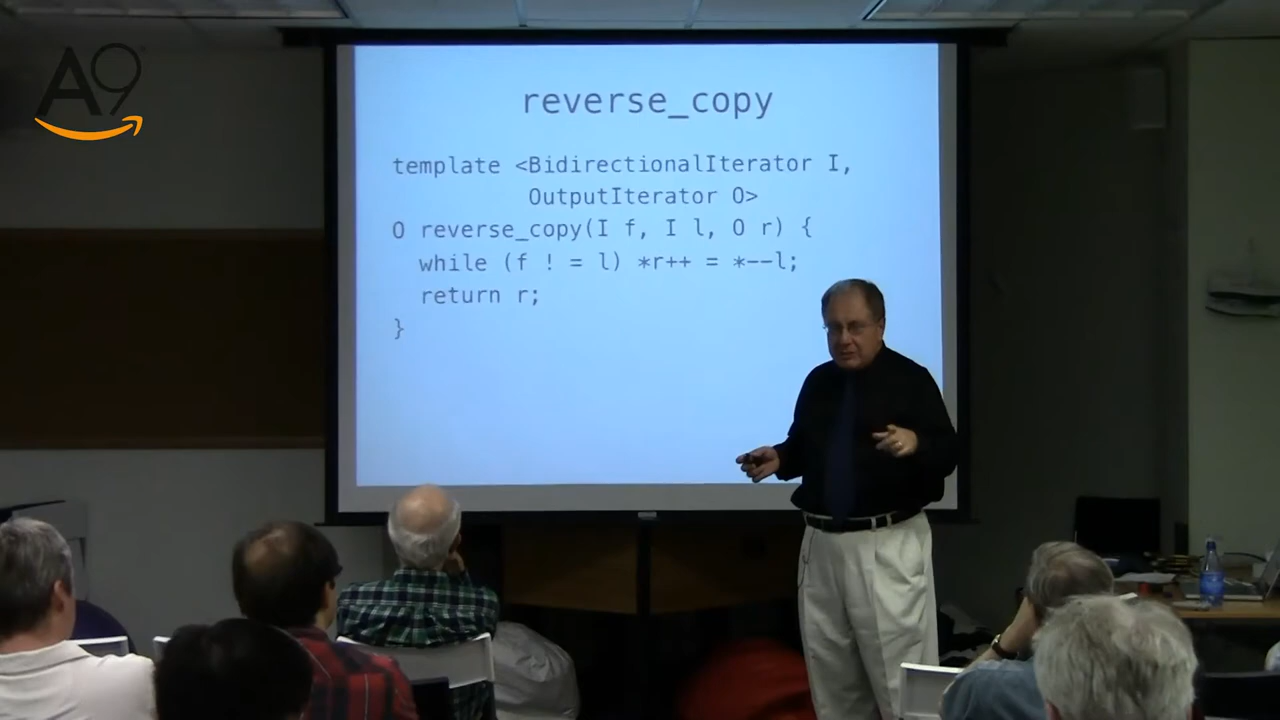 A9
reverse_copy
template <BidirectionalIterator I,
OutputIterator O>
O reverse_copy(I f, I l, O r) {
while (f ! = l) *r++ = *--l;
return r;
}